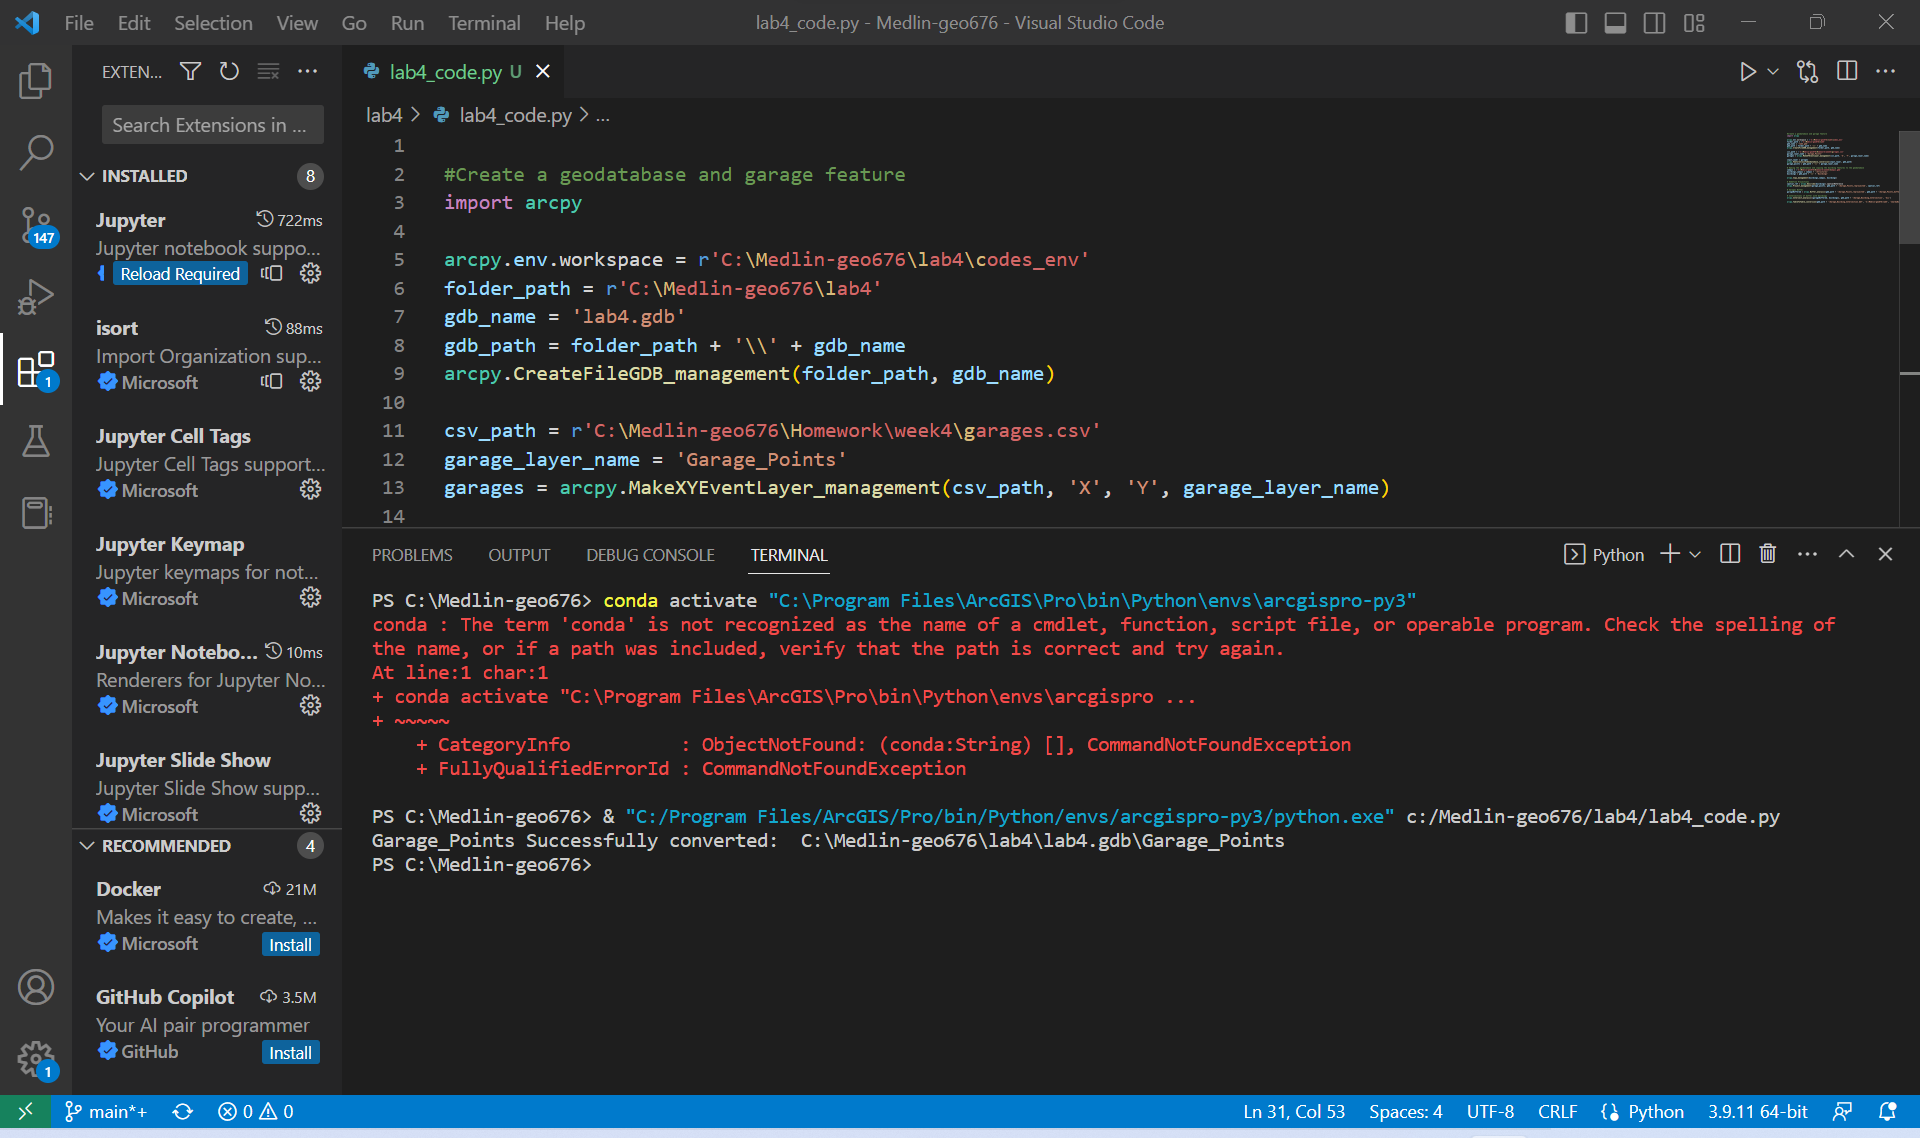 File Edit Selection View Go Run Terminal Help
lab4_code.py - Medlin-geo676 - Visual Studio Code
EXTEN...
Search Extensions in ...
INSTALLED 8
Jupyter 722ms
Jupyter notebook suppo...
Reload Required
isort 88ms
Import Organization sup...
Microsoft
Jupyter Cell Tags
Jupyter Cell Tags support...
Microsoft
Jupyter Keymap
Jupyter keymaps for not...
Microsoft
Jupyter Notebo... 10ms
Renderers for Jupyter No...
Microsoft
Jupyter Slide Show
Jupyter Slide Show supp...
Microsoft
RECOMMENDED 4
Docker 21M
Makes it easy to create, ...
Microsoft Install
GitHub Copilot 3.5M
Your AI pair programmer
GitHub Install
147
1
1
lab4_code.py U
lab4 > lab4_code.py > ...
1
2 #Create a geodatabase and garage feature
3 import arcpy
4
5 arcpy.env.workspace = r'C:\Medlin-geo676\lab4\codes_env'
6 folder_path = r'C:\Medlin-geo676\lab4'
7 gdb_name = 'lab4.gdb'
8 gdb_path = folder_path + '\\' + gdb_name
9 arcpy.CreateFileGDB_management(folder_path, gdb_name)
10
11 csv_path = r'C:\Medlin-geo676\Homework\week4\garages.csv'
12 garage_layer_name = 'Garage_Points'
13 garages = arcpy.MakeXYEventLayer_management(csv_path, 'X', 'Y', garage_layer_name)
14
PROBLEMS OUTPUT DEBUG CONSOLE TERMINAL
Python
PS C:\Medlin-geo676> conda activate "C:\Program Files\ArcGIS\Pro\bin\Python\envs\arcgispro-py3"
conda : The term 'conda' is not recognized as the name of a cmdlet, function, script file, or operable program. Check the spelling of
the name, or if a path was included, verify that the path is correct and try again.
At line:1 char:1
+ conda activate "C:\Program Files\ArcGIS\Pro\bin\Python\envs\arcgispro ...
+ ~~~~~
+ CategoryInfo : ObjectNotFound: (conda:String) [], CommandNotFoundException
+ FullyQualifiedErrorId : CommandNotFoundException
PS C:\Medlin-geo676> & "C:/Program Files/ArcGIS/Pro/bin/Python/envs/arcgispro-py3/python.exe" c:/Medlin-geo676/lab4/lab4_code.py
Garage_Points Successfully converted: C:\Medlin-geo676\lab4\lab4.gdb\Garage_Points
PS C:\Medlin-geo676>
main*+ 0 0
Ln 31, Col 53 Spaces: 4 UTF-8 CRLF Python 3.9.11 64-bit